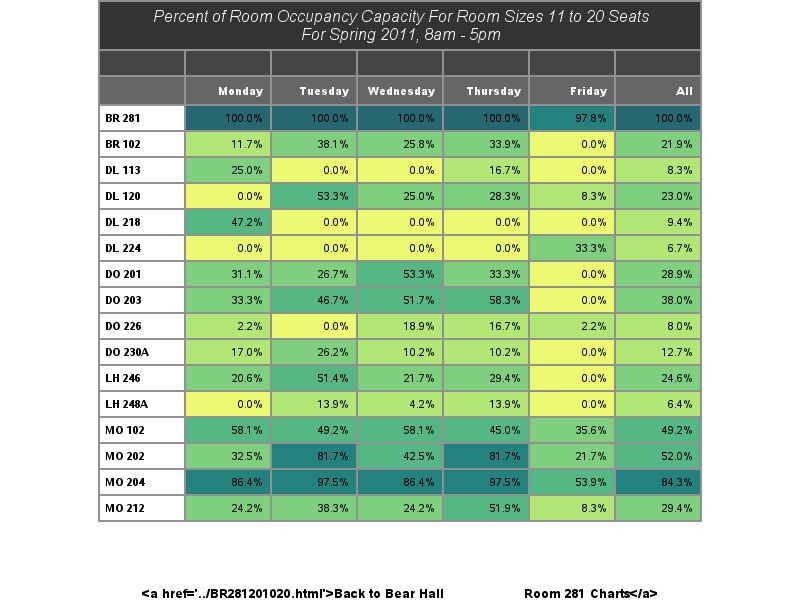 Percent of Room Occupancy Capacity For Room Sizes 11 to 20 Seats
For Spring 2011, 8am - 5pm
Monday Tuesday Wednesday Thursday Friday All
BR 281 100.0% 100.0% 100.0% 100.0% 97.8% 100.0%
BR 102 11.7% 38.1% 25.8% 33.9% 0.0% 21.9%
DL 113 25.0% 0.0% 0.0% 16.7% 0.0% 8.3%
DL 120 0.0% 53.3% 25.0% 28.3% 8.3% 23.0%
DL 218 47.2% 0.0% 0.0% 0.0% 0.0% 9.4%
DL 224 0.0% 0.0% 0.0% 0.0% 33.3% 6.7%
DO 201 31.1% 26.7% 53.3% 33.3% 0.0% 28.9%
DO 203 33.3% 46.7% 51.7% 58.3% 0.0% 38.0%
DO 226 2.2% 0.0% 18.9% 16.7% 2.2% 8.0%
DO 230A 17.0% 26.2% 10.2% 10.2% 0.0% 12.7%
LH 246 20.6% 51.4% 21.7% 29.4% 0.0% 24.6%
LH 248A 0.0% 13.9% 4.2% 13.9% 0.0% 6.4%
MO 102 58.1% 49.2% 58.1% 45.0% 35.6% 49.2%
MO 202 32.5% 81.7% 42.5% 81.7% 21.7% 52.0%
MO 204 86.4% 97.5% 86.4% 97.5% 53.9% 84.3%
MO 212 24.2% 38.3% 24.2% 51.9% 8.3% 29.4%
<a href='../BR281201020.html'>Back to Bear Hall Room 281 Charts</a>